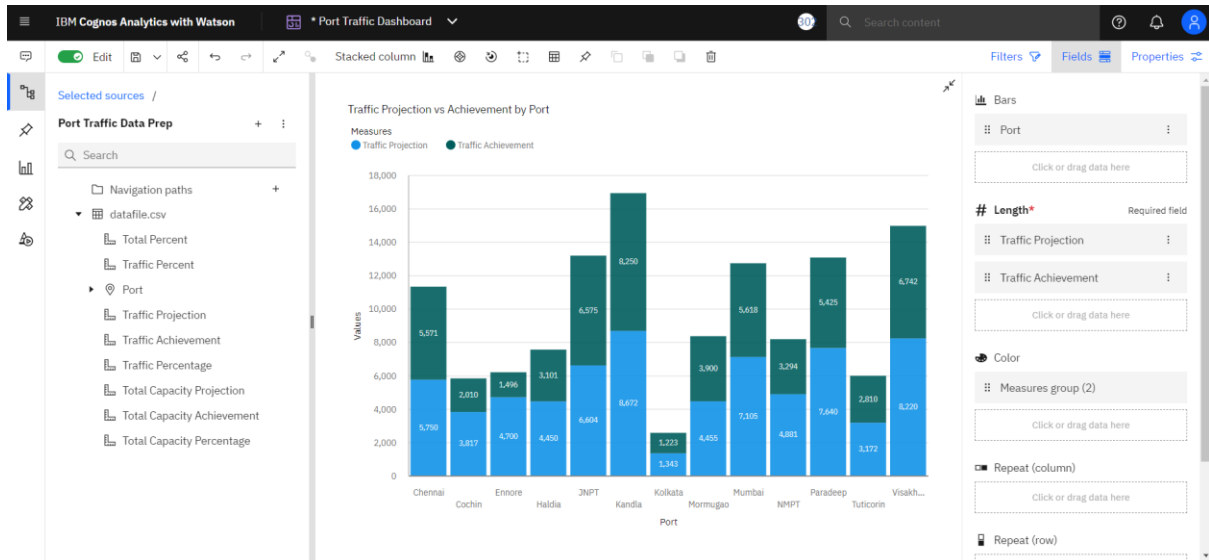 IBM Cognos Analytics with Watson
* Port Traffic Dashboard
30
Search content
Edit
Stacked column
Filters
Fields
Properties
Selected sources /
Port Traffic Data Prep
Search
Navigation paths
datafile.csv
Total Percent
Traffic Percent
Port
Traffic Projection
Traffic Achievement
Traffic Percentage
Total Capacity Projection
Total Capacity Achievement
Total Capacity Percentage
Traffic Projection vs Achievement by Port
Measures
Traffic Projection Traffic Achievement
18,000
16,000
14,000
12,000
10,000
8,000
6,000
4,000
2,000
0
Values
5,571
5,750
2,010
3,817
1,496
4,700
3,101
4,450
6,575
6,604
8,250
8,672
1,223
1,343
3,900
4,455
5,618
7,105
3,294
4,881
5,425
7,640
2,810
3,172
6,742
8,220
Chennai
Cochin
Ennore
Haldia
JNPT
Kandla
Kolkata
Mormugao
Mumbai
NMPT
Paradeep
Tuticorin
Visakh...
Port
Bars
Port
Click or drag data here
# Length* Required field
Traffic Projection
Traffic Achievement
Click or drag data here
Color
Measures group (2)
Click or drag data here
Repeat (column)
Click or drag data here
Repeat (row)